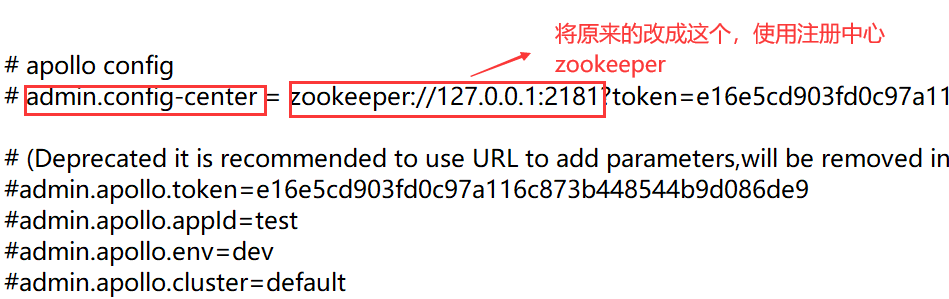 将原来的改成这个，使用注册中心
zookeeper
# apollo config
# admin.config-center = zookeeper://127.0.0.1:2181?token=e16e5cd903fd0c97a11
# (Deprecated it is recommended to use URL to add parameters,will be removed in
#admin.apollo.token=e16e5cd903fd0c97a116c873b448544b9d086de9
#admin.apollo.appId=test
#admin.apollo.env=dev
#admin.apollo.cluster=default